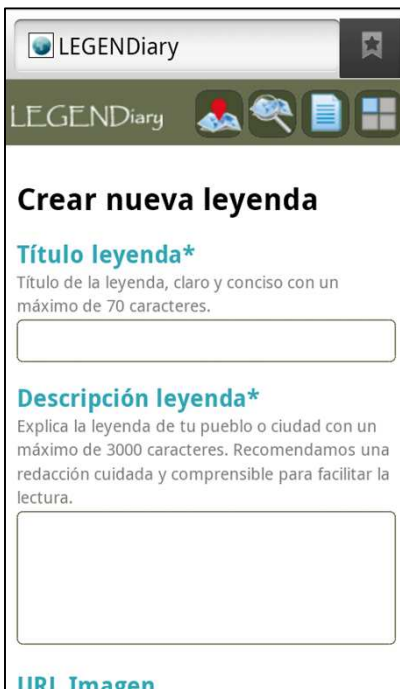 LEGENDiary
LEGENDiary
Crear nueva leyenda
Título leyenda*
Título de la leyenda, claro y conciso con un
máximo de 70 caracteres.
Descripción leyenda*
Explica la leyenda de tu pueblo o ciudad con un
máximo de 3000 caracteres. Recomendamos una
redacción cuidada y comprensible para facilitar la
lectura.
URL Imagen